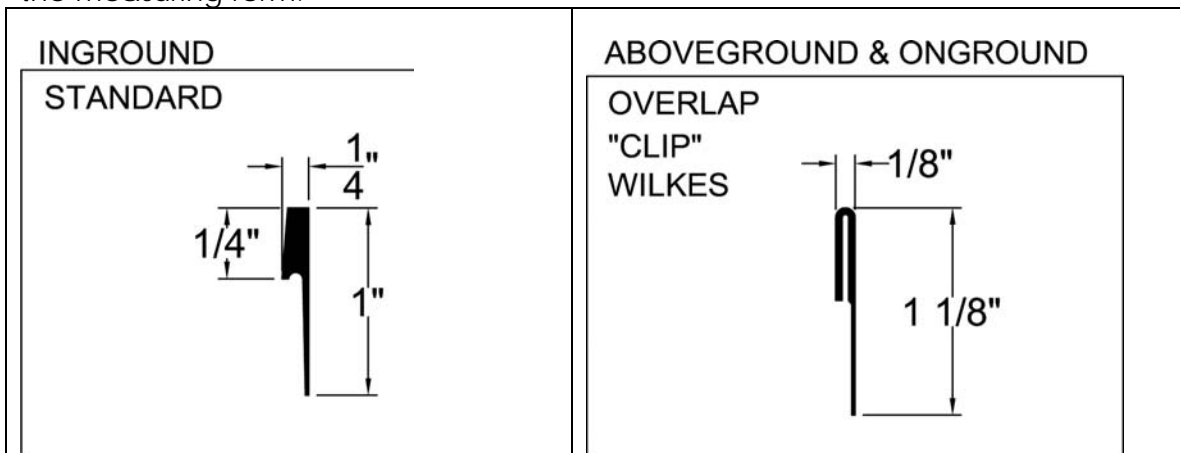 INGROUND
STANDARD
1"
4
1/4"
1"
ABOVEGROUND & ONGROUND
OVERLAP
"CLIP"
WILKES
1/8"
1 1/8"